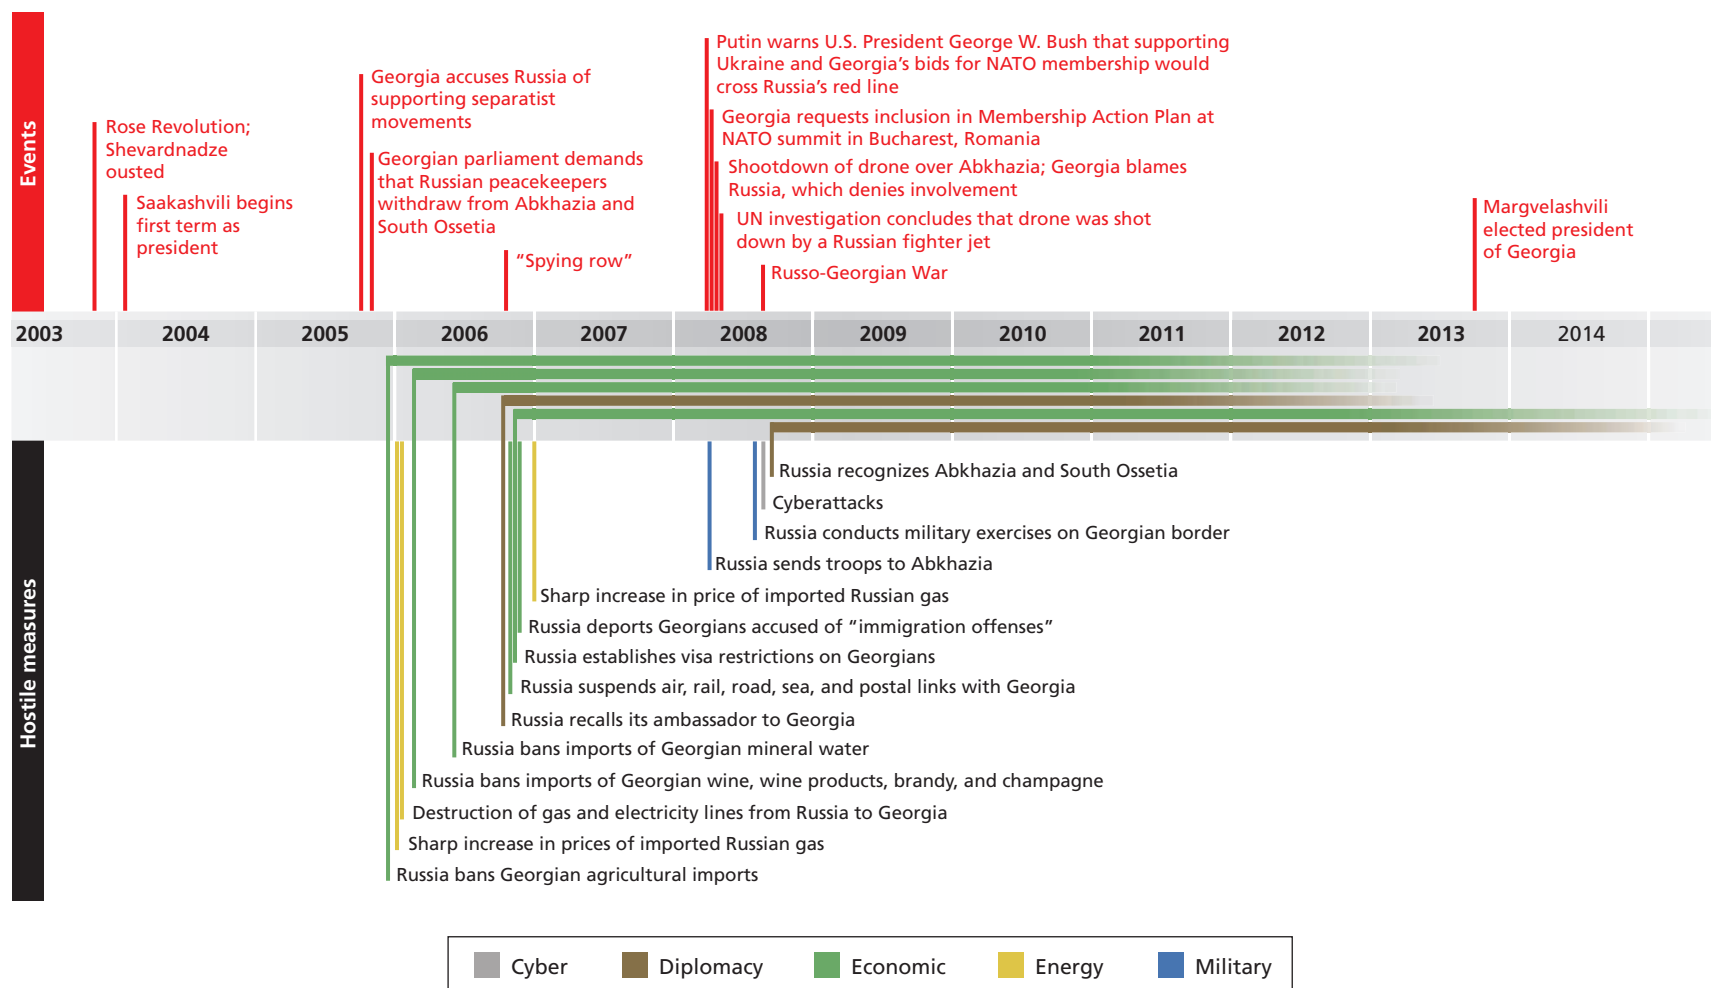 Events
Rose Revolution;
Shevardnadze
ousted
Saakashvili begins
first term as
president
Georgia accuses Russia of
supporting separatist
movements
Georgian parliament demands
that Russian peacekeepers
withdraw from Abkhazia and
South Ossetia
“Spying row”
Putin warns U.S. President George W. Bush that supporting
Ukraine and Georgia’s bids for NATO membership would
cross Russia’s red line
Georgia requests inclusion in Membership Action Plan at
NATO summit in Bucharest, Romania
Shootdown of drone over Abkhazia; Georgia blames
Russia, which denies involvement
UN investigation concludes that drone was shot
down by a Russian fighter jet
Russo-Georgian War
Margvelashvili
elected president
of Georgia
2003 2004 2005 2006 2007 2008 2009 2010 2011 2012 2013 2014
Hostile measures
Russia recognizes Abkhazia and South Ossetia
Cyberattacks
Russia conducts military exercises on Georgian border
Russia sends troops to Abkhazia
Sharp increase in price of imported Russian gas
Russia deports Georgians accused of “immigration offenses”
Russia establishes visa restrictions on Georgians
Russia suspends air, rail, road, sea, and postal links with Georgia
Russia recalls its ambassador to Georgia
Russia bans imports of Georgian mineral water
Russia bans imports of Georgian wine, wine products, brandy, and champagne
Destruction of gas and electricity lines from Russia to Georgia
Sharp increase in prices of imported Russian gas
Russia bans Georgian agricultural imports
Cyber Diplomacy Economic Energy Military